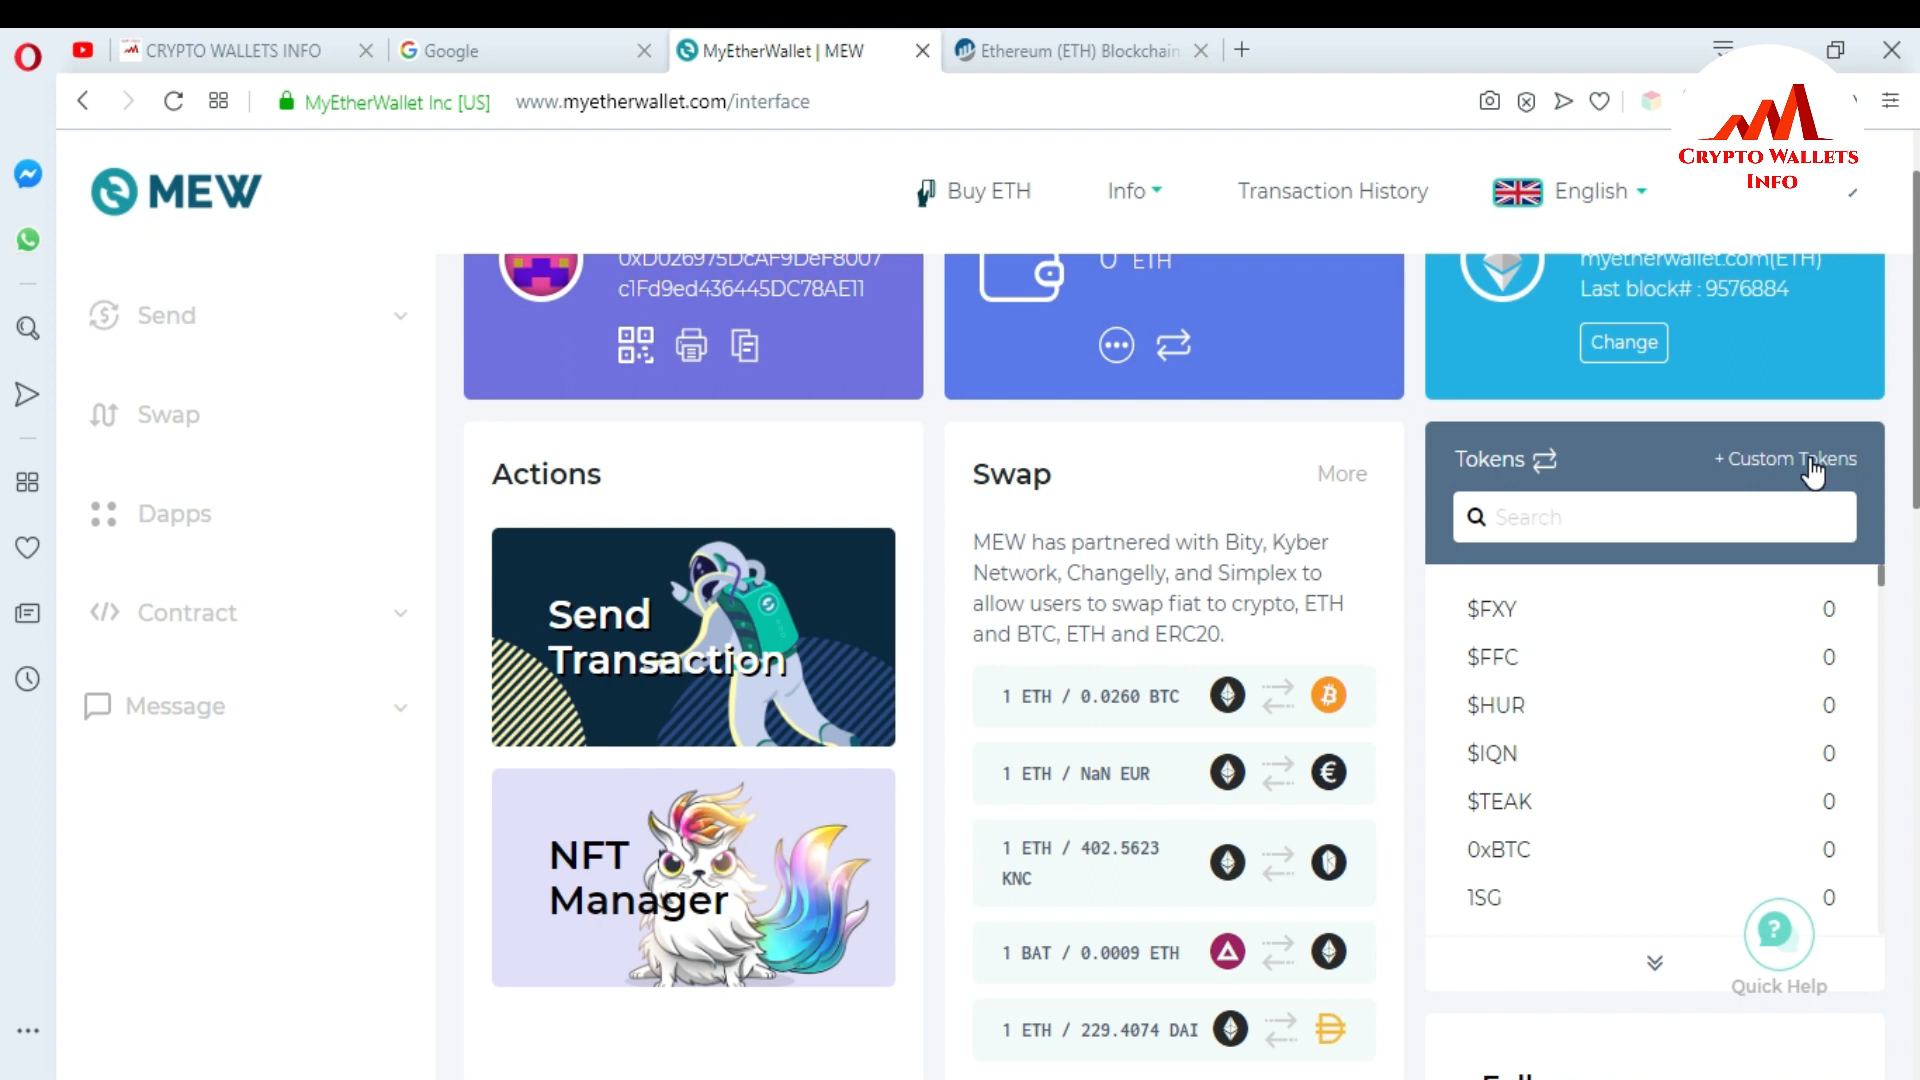 CRYPTO WALLETS INFO
Google
MyEtherWallet | MEW
Ethereum (ETH) Blockchain
MyEtherWallet Inc [US]
www.myetherwallet.com/interface
CRYPTO WALLETS
INFO
MEW
Buy ETH
Info
Transaction History
English
Send
Swap
Dapps
Contract
Message
0xD026975DcAF9DeF8007
c1Fd9ed436445DC78AE11
0 ETH
myetherwallet.com(ETH)
Last block# : 9576884
Change
Actions
Send
Transaction
NFT
Manager
Swap
More
MEW has partnered with Bity, Kyber
Network, Changelly, and Simplex to
allow users to swap fiat to crypto, ETH
and BTC, ETH and ERC20.
1 ETH / 0.0260 BTC
1 ETH / NaN EUR
1 ETH / 402.5623
KNC
1 BAT / 0.0009 ETH
1 ETH / 229.4074 DAI
Tokens
+ Custom Tokens
Search
$FXY 0
$FFC 0
$HUR 0
$IQN 0
$TEAK 0
0xBTC 0
1SG 0
Quick Help